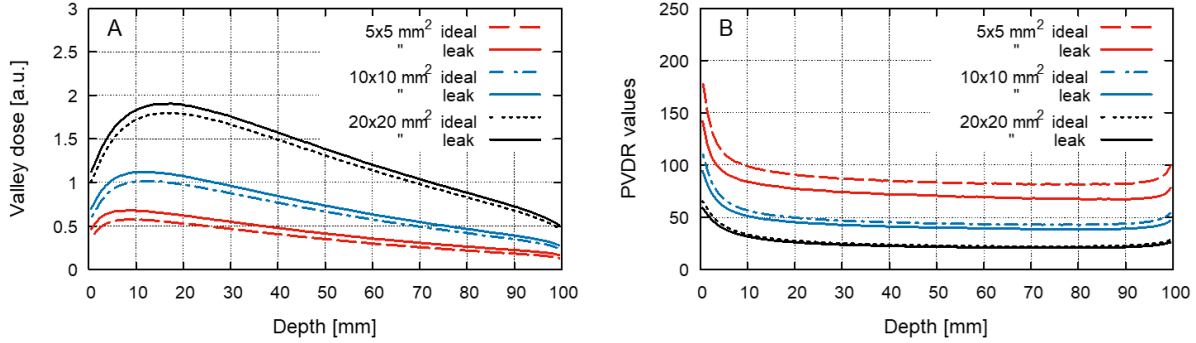 A
5x5 mm2 ideal
" leak
10x10 mm2 ideal
" leak
20x20 mm2 ideal
" leak
Valley dose [a.u.]
3
2.5
2
1.5
1
0.5
0
0 10 20 30 40 50 60 70 80 90 100
Depth [mm]
B
5x5 mm2 ideal
" leak
10x10 mm2 ideal
" leak
20x20 mm2 ideal
" leak
PVDR values
250
200
150
100
50
0
0 10 20 30 40 50 60 70 80 90 100
Depth [mm]